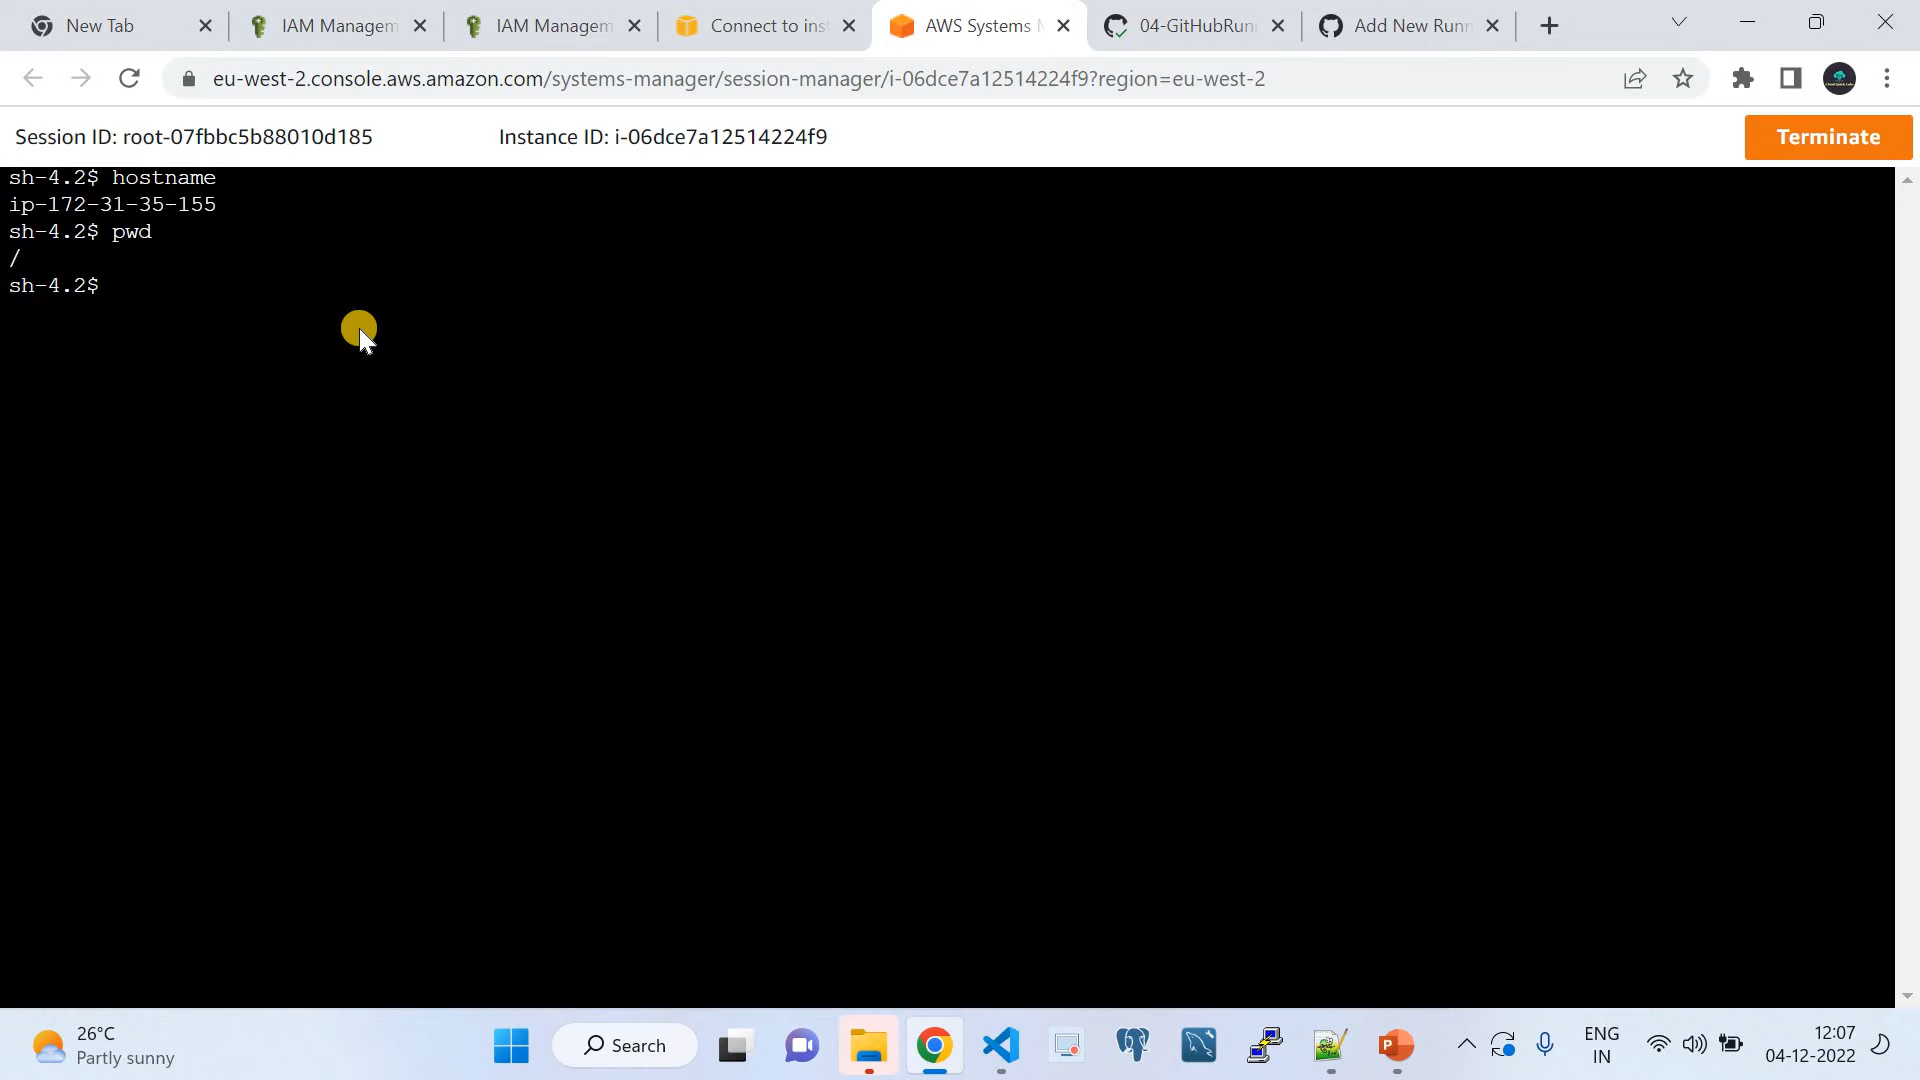 New Tab
IAM Managem
IAM Managem
Connect to inst
AWS Systems M
04-GitHubRun
Add New Runn
eu-west-2.console.aws.amazon.com/systems-manager/session-manager/i-06dce7a12514224f9?region=eu-west-2
Session ID: root-07fbbc5b88010d185
Instance ID: i-06dce7a12514224f9
Terminate
sh-4.2$ hostname
ip-172-31-35-155
sh-4.2$ pwd
/
sh-4.2$
26°C
Partly sunny
Search
P
ENG
IN
12:07
04-12-2022